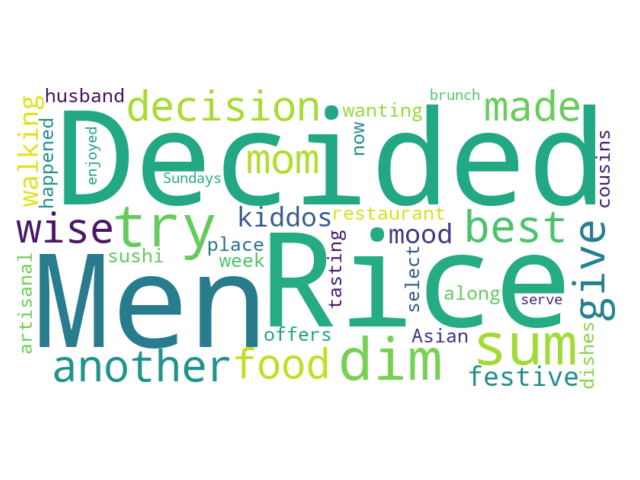 husband
decision
wanting
brunch
made
walking
happened
enjoyed
Decided
Sundays
mom
now
cousins
wise
try
kiddos
restaurant
mood
best
give
place
week
sushi
artisanal
Men
Rice
tasting
select
along
serve
offers
Asian
another
food
dim
sum
festive
dishes